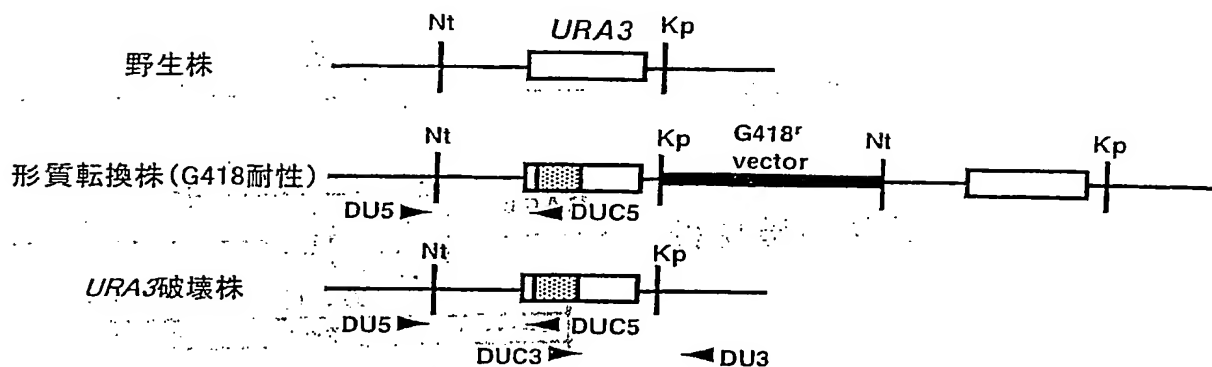 Nt URA3 Kp
野生株
Nt Kp G418r vector Nt Kp
形質転換株(G418耐性)
DU5 DUC5
Nt Kp
URA3破壊株
DU5 DUC5
DUC3 DU3